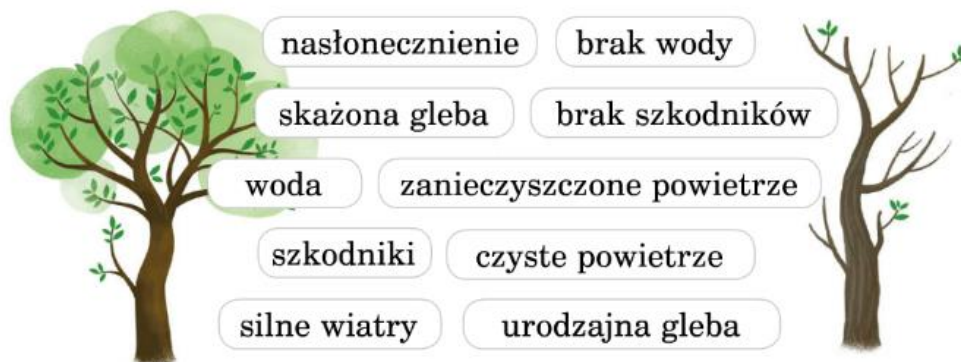 nasłonecznienie brak wody
skażona gleba brak szkodników
woda zanieczyszczone powietrze
szkodniki czyste powietrze
silne wiatry urodzajna gleba